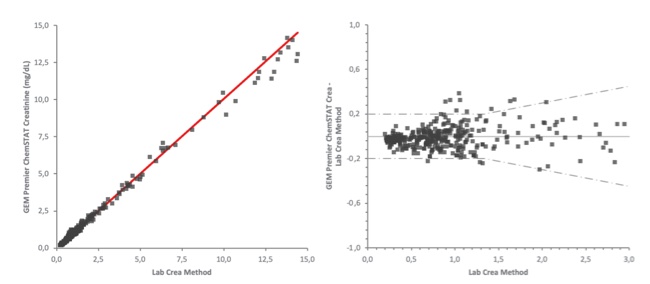 15,0
12,5
10,0
7,5
5,0
2,5
0,0
GEM Premier ChemSTAT Creatinine (mg/dL)
0,0 2,5 5,0 7,5 10,0 12,5 15,0
Lab Crea Method
1,0
0,6
0,2
-0,2
-0,6
-1,0
GEM Premier ChemSTAT Crea -
Lab Crea Method
0,0 0,5 1,0 1,5 2,0 2,5 3,0
Lab Crea Method